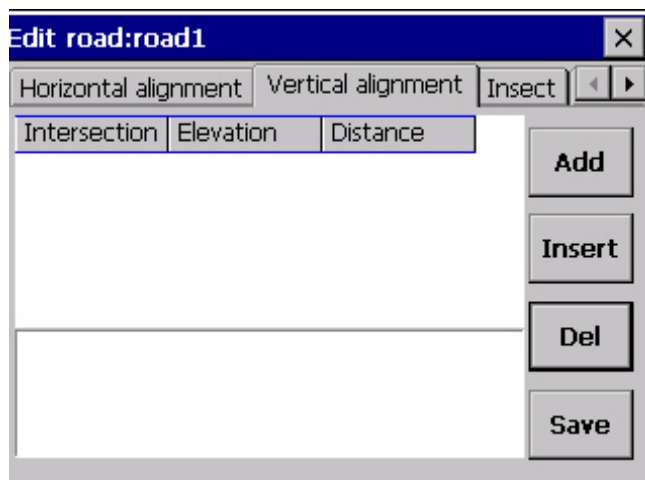 Edit road:road1
Horizontal alignment Vertical alignment Insect
Intersection Elevation Distance
Add
Insert
Del
Save